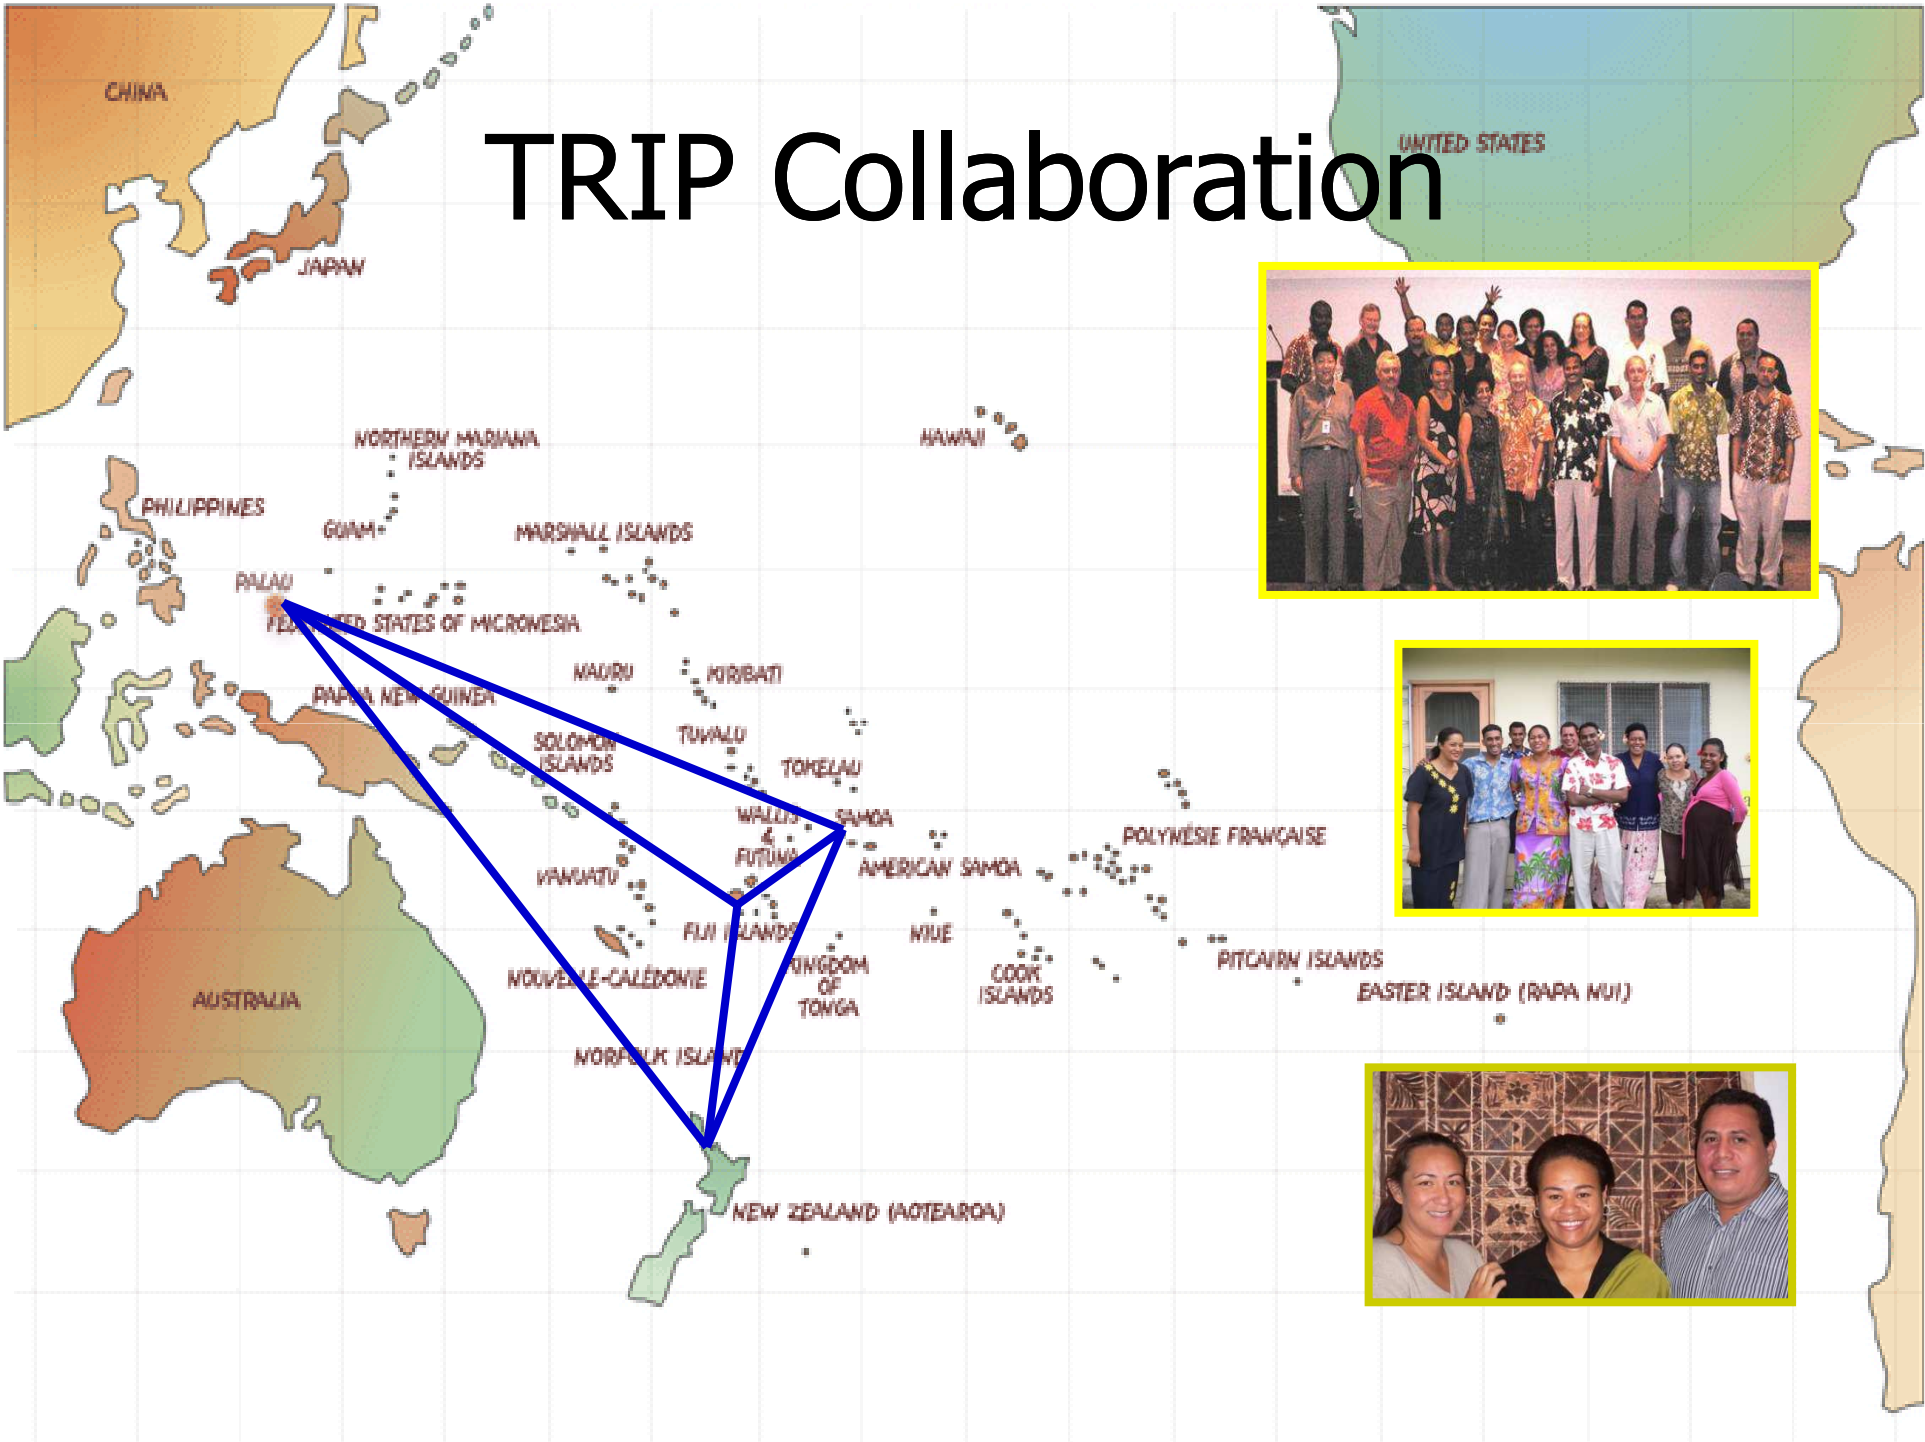 CHINA
TRIP Collaboration
UNITED STATES
JAPAN
NORTHERN MARIANA
ISLANDS
HAWAII
PHILIPPINES
GUAM
MARSHALL ISLANDS
PALAU
STATES OF MICRONESIA
NAURU
KIRIBATI
PAPUA NEW GUINEA
SOLOMON
ISLANDS
TUVALU
TOKELAU
WALLIS
&
FUTUNA
SAMOA
AMERICAN SAMOA
POLYNÉSIE FRANÇAISE
VANUATU
FIJI ISLANDS
NIUE
NOUVELLE-CALÉDONIE
KINGDOM
OF
TONGA
COOK
ISLANDS
PITCAIRN ISLANDS
EASTER ISLAND (RAPA NUI)
AUSTRALIA
NORFOLK ISLAND
NEW ZEALAND (AOTEAROA)